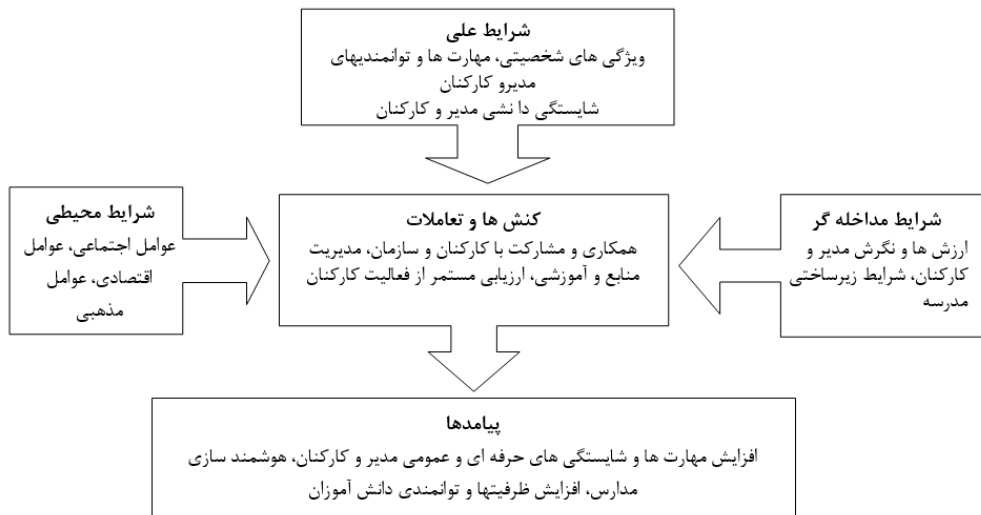 شرایط علی
ویژگی های شخصیتی، مهارت ها و توانمندیهای
مدیرو کارکنان
شایستگی دا نشی مدیر و کارکنان
شرایط مداخله گر
ارزش ها و نگرش مدیر و
کارکنان، شرایط زیرساختی
مدرسه
کنش ها و تعاملات
همکاری و مشارکت با کارکنان و سازمان، مدیریت
منابع و آموزشی، ارزیابی مستمر از فعالیت کارکنان
شرایط محیطی
عوامل اجتماعی، عوامل
اقتصادی، عوامل
مذهبی
پیامدها
افزایش مهارت ها و شایستگی های حرفه ای و عمومی مدیر و کارکنان، هوشمند سازی
مدارس، افزایش ظرفیتها و توانمندی دانش آموزان